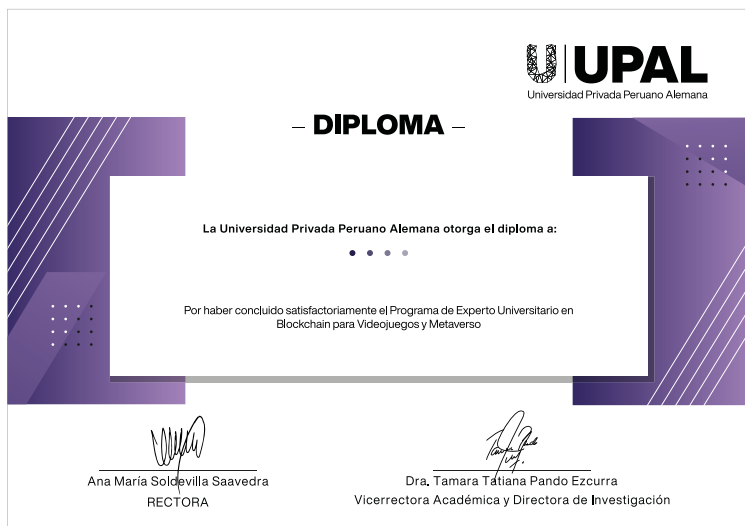 UPAL
Universidad Privada Peruano Alemana
– DIPLOMA –
La Universidad Privada Peruano Alemana otorga el diploma a:
Por haber concluido satisfactoriamente el Programa de Experto Universitario en
Blockchain para Videojuegos y Metaverso
Ana María Soldevilla Saavedra
RECTORA
Dra. Tamara Tatiana Pando Ezcurra
Vicerrectora Académica y Directora de Investigación